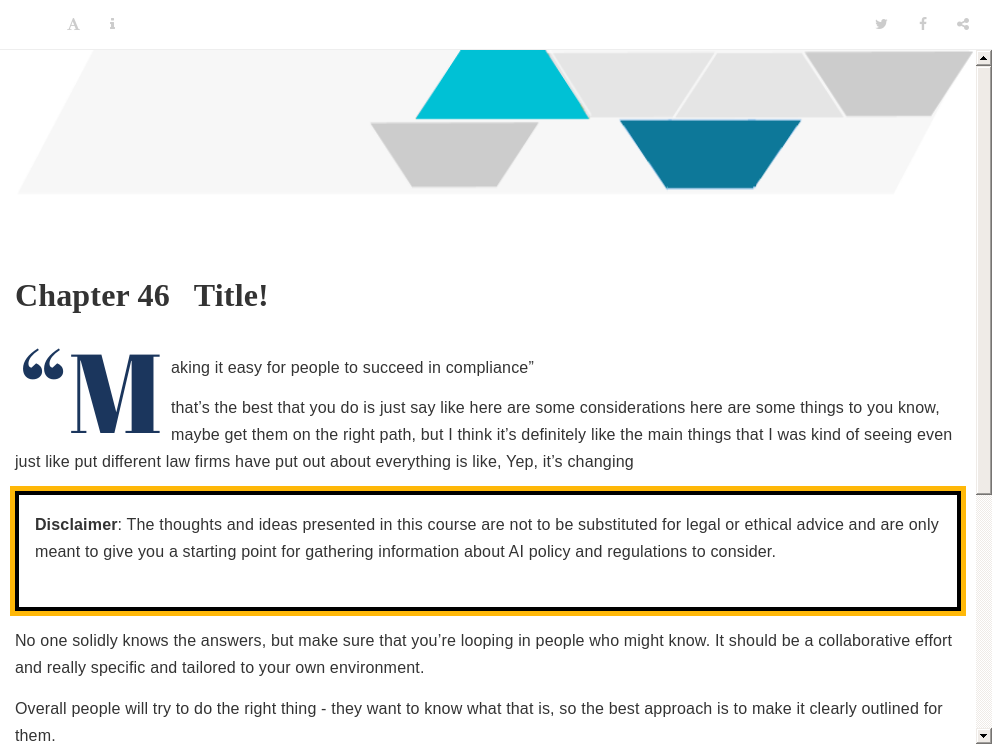 Chapter 46 Title!
“Making it easy for people to succeed in compliance”
that’s the best that you do is just say like here are some considerations here are some things to you know,
maybe get them on the right path, but I think it’s definitely like the main things that I was kind of seeing even
just like put different law firms have put out about everything is like, Yep, it’s changing
Disclaimer: The thoughts and ideas presented in this course are not to be substituted for legal or ethical advice and are only
meant to give you a starting point for gathering information about AI policy and regulations to consider.
No one solidly knows the answers, but make sure that you’re looping in people who might know. It should be a collaborative effort
and really specific and tailored to your own environment.
Overall people will try to do the right thing - they want to know what that is, so the best approach is to make it clearly outlined for
them.